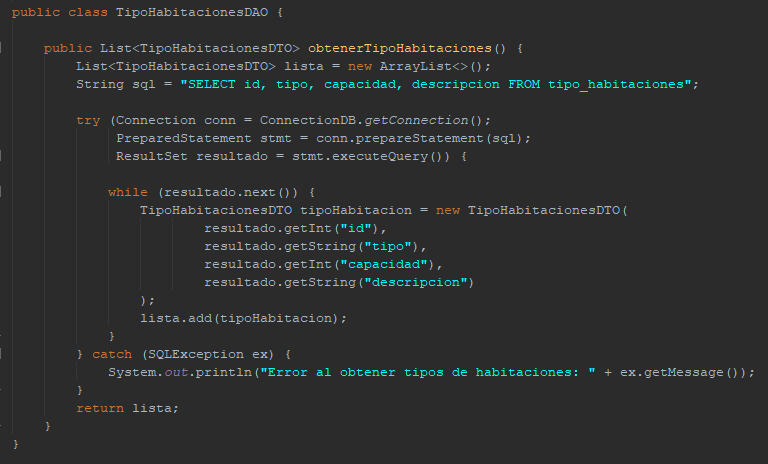 public class TipoHabitacionesDAO {
public List<TipoHabitacionesDTO> obtenerTipoHabitaciones() {
List<TipoHabitacionesDTO> lista = new ArrayList<>();
String sql = "SELECT id, tipo, capacidad, descripcion FROM tipo_habitaciones";
try (Connection conn = ConnectionDB.getConnection();
PreparedStatement stmt = conn.prepareStatement(sql);
ResultSet resultado = stmt.executeQuery()) {
while (resultado.next()) {
TipoHabitacionesDTO tipoHabitacion = new TipoHabitacionesDTO(
resultado.getInt("id"),
resultado.getString("tipo"),
resultado.getInt("capacidad"),
resultado.getString("descripcion")
);
lista.add(tipoHabitacion);
}
} catch (SQLException ex) {
System.out.println("Error al obtener tipos de habitaciones: " + ex.getMessage());
}
return lista;
}
}